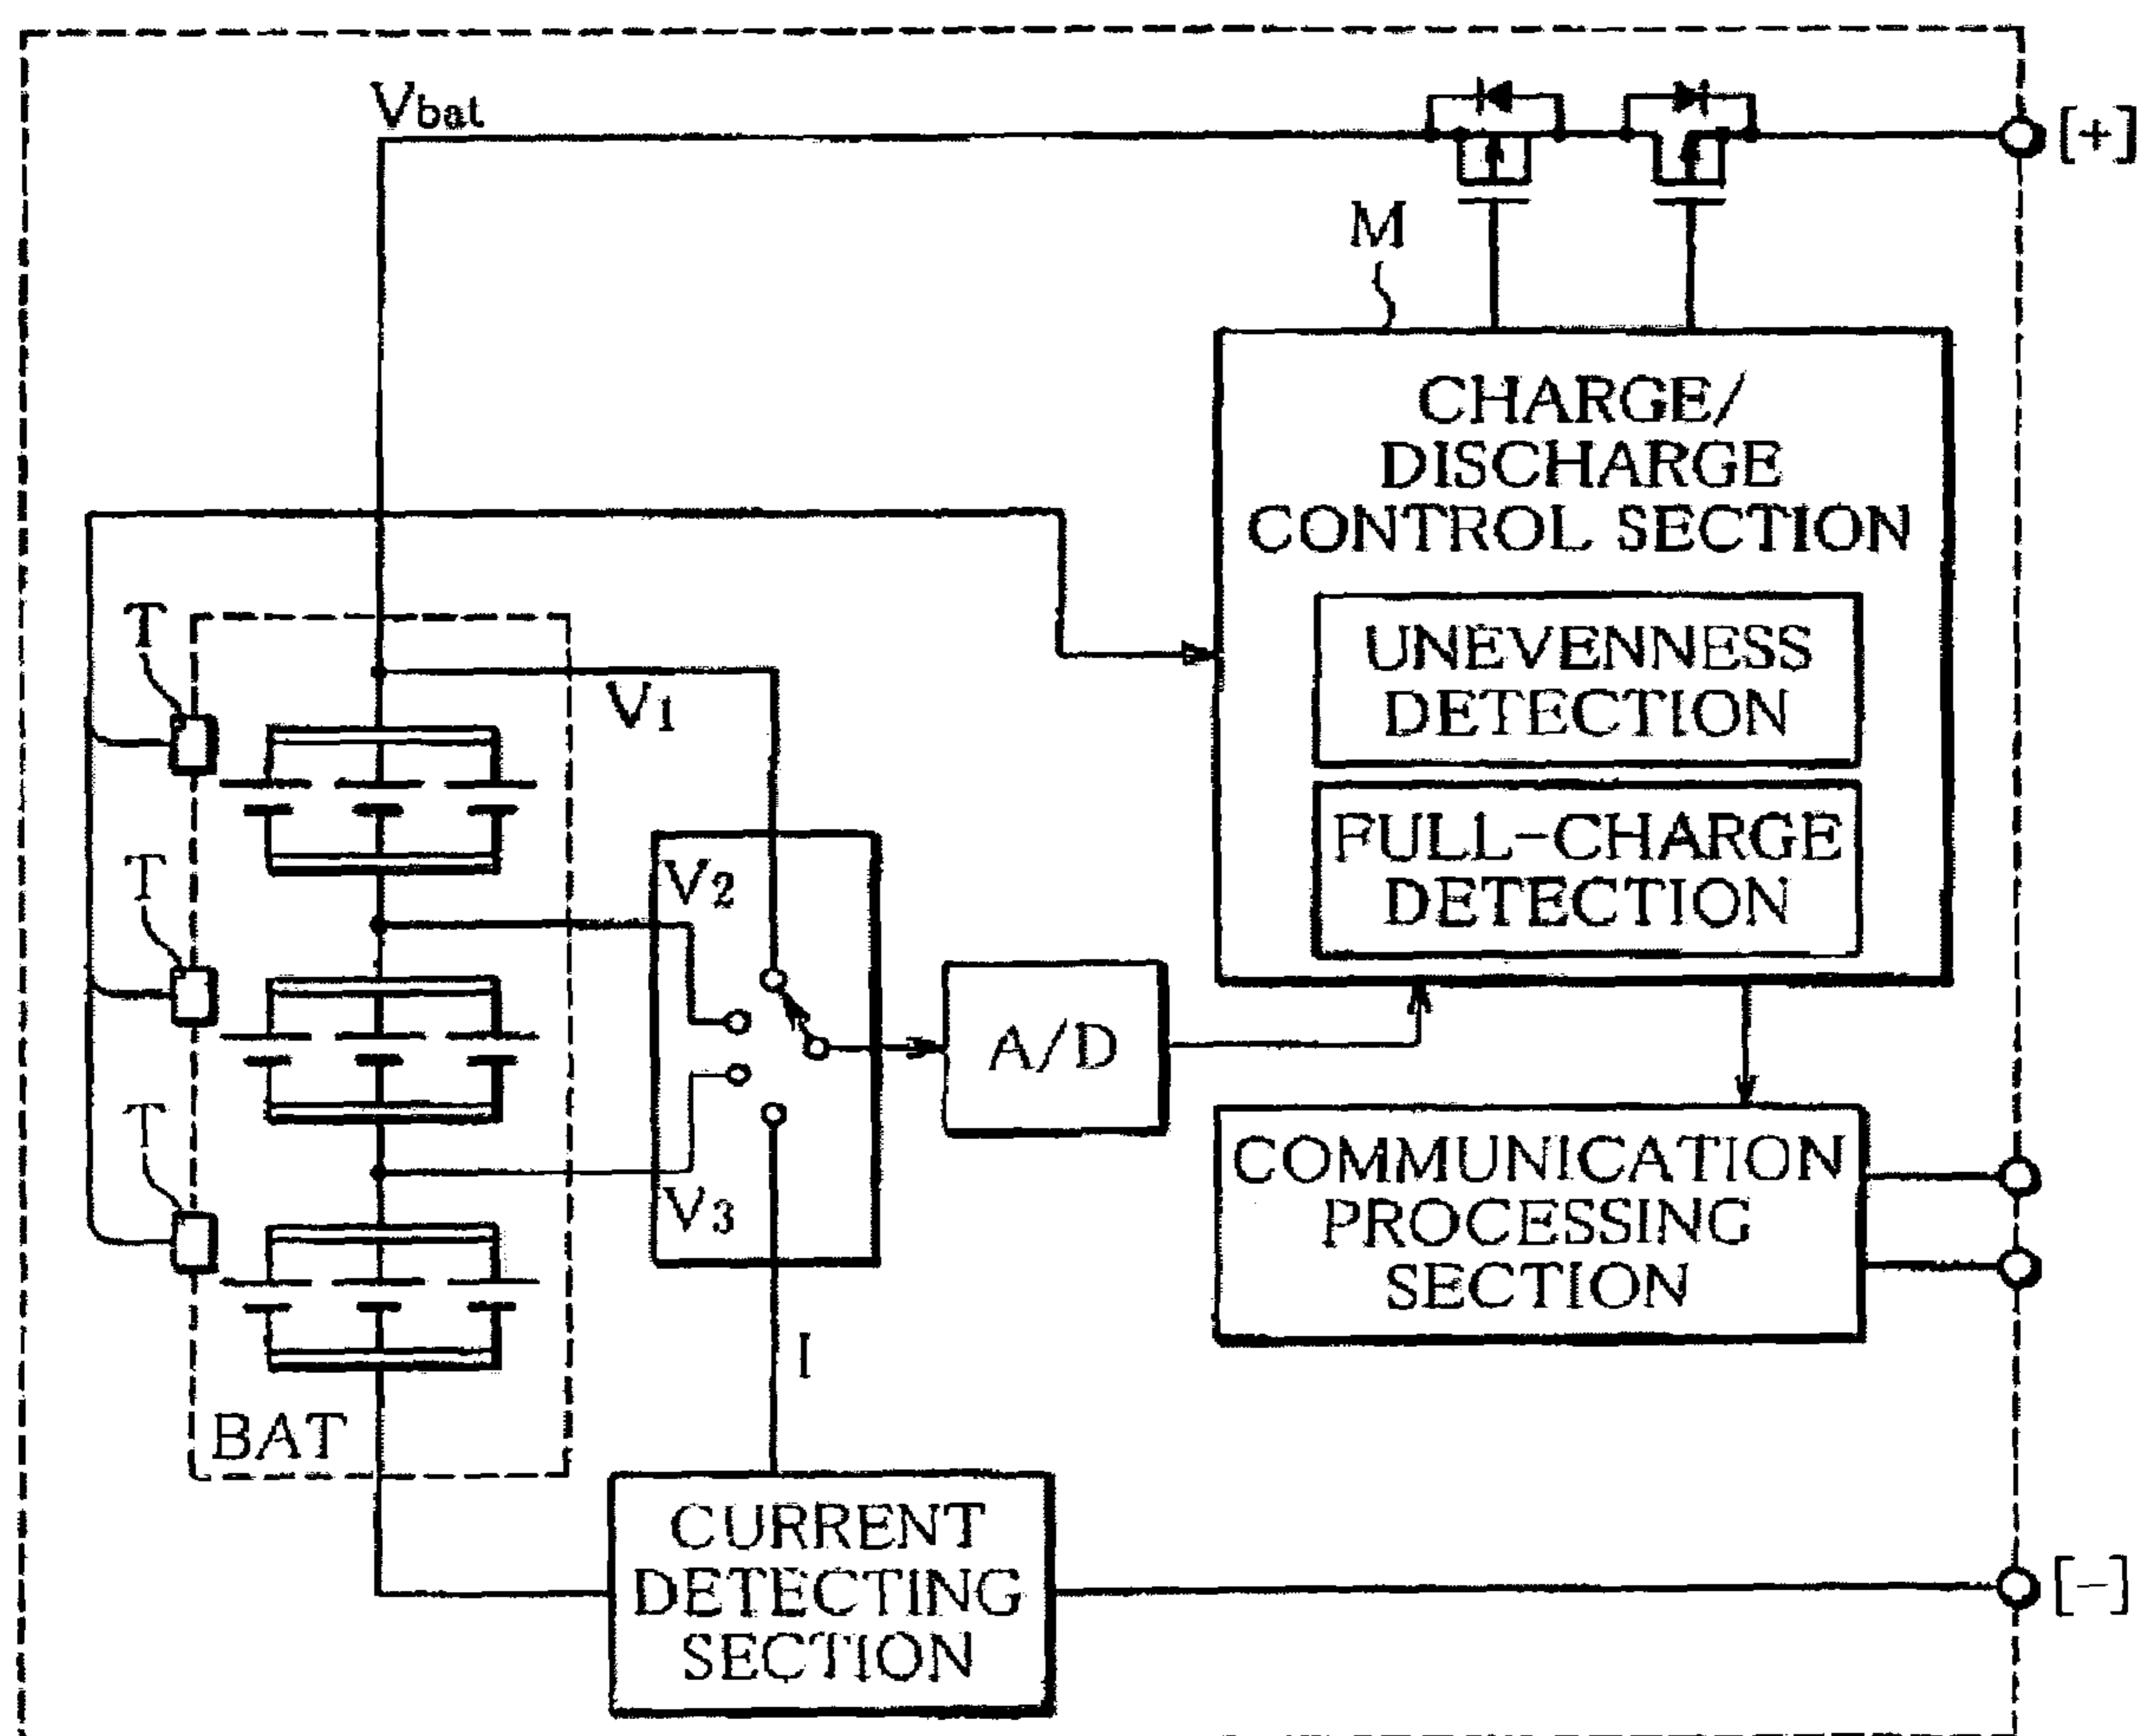 Vbat
[+]
M
CHARGE/
DISCHARGE
CONTROL SECTION
UNEVENNESS
DETECTION
FULL-CHARGE
DETECTION
T
V1
T
V2
A/D
T
V3
COMMUNICATION
PROCESSING
SECTION
I
BAT
CURRENT
DETECTING
SECTION
[-]